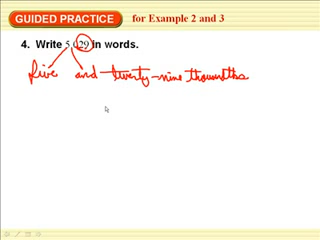 GUIDED PRACTICE for Example 2 and 3
4. Write 5.029 in words.
five and twenty-nine thousandths